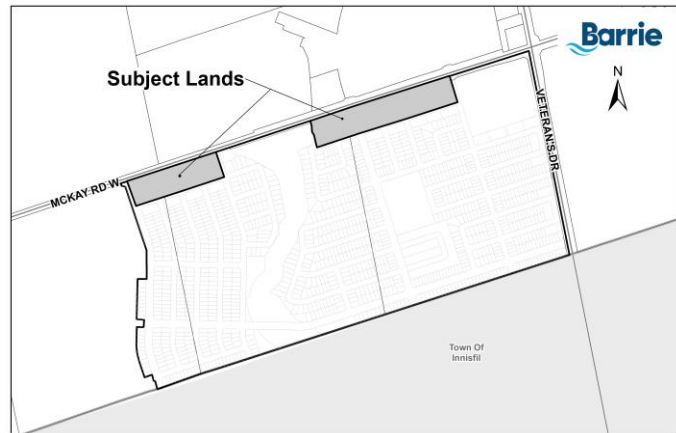 Barrie
Subject Lands
N
VETERAN'S DR
MCKAY RD W
Town Of
Innisfil